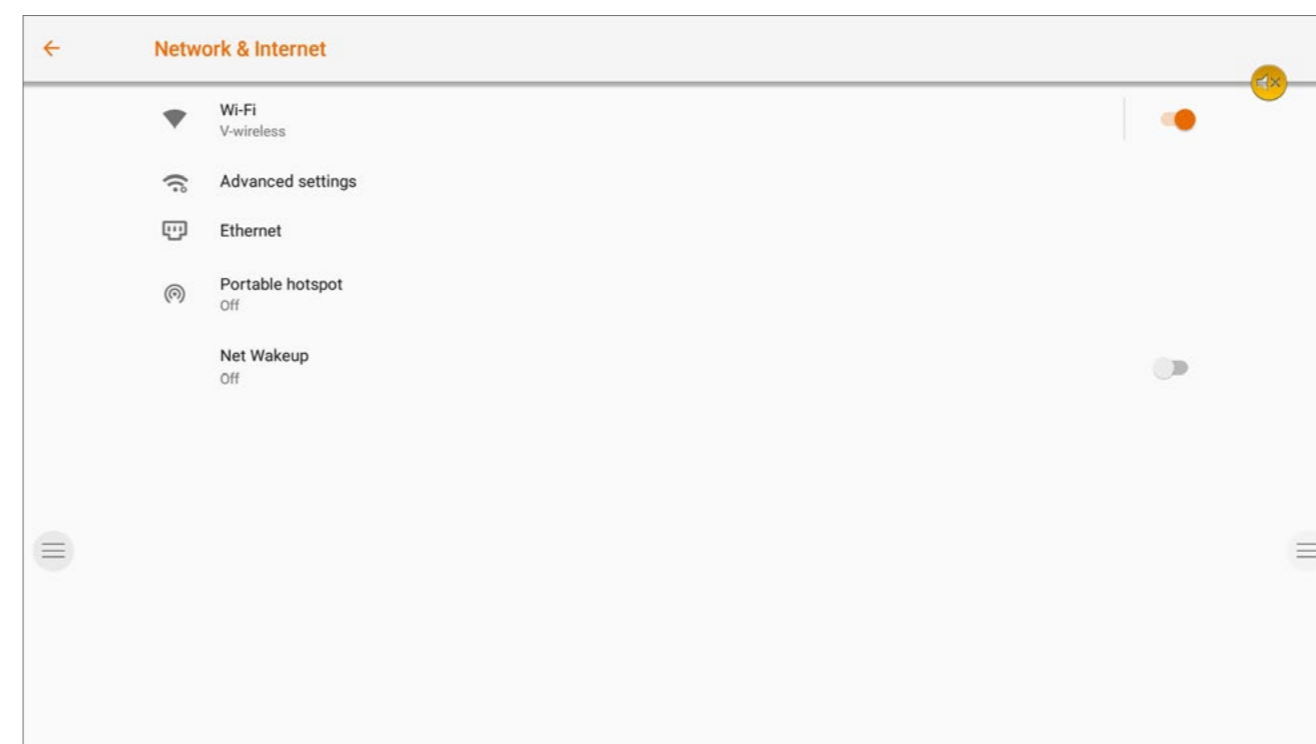 Network & Internet
Wi-Fi
V-wireless
Advanced settings
Ethernet
Portable hotspot
Off
Net Wakeup
Off